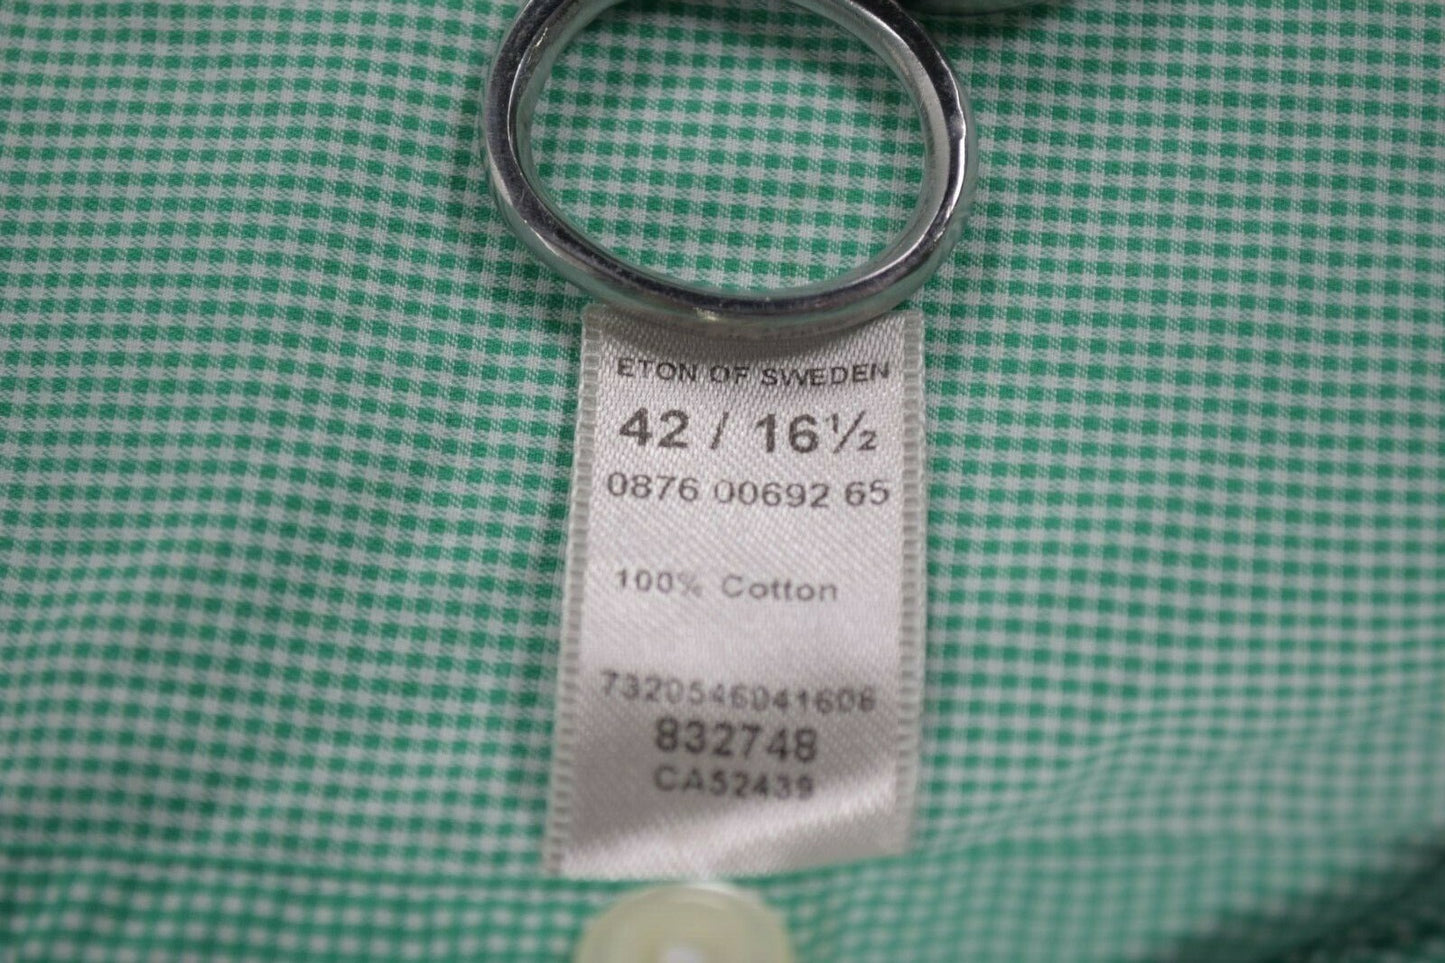 ETON OF SWEDEN
42 / 16½
0876 00692 65
100% Cotton
7320546041606
832748
CA52439